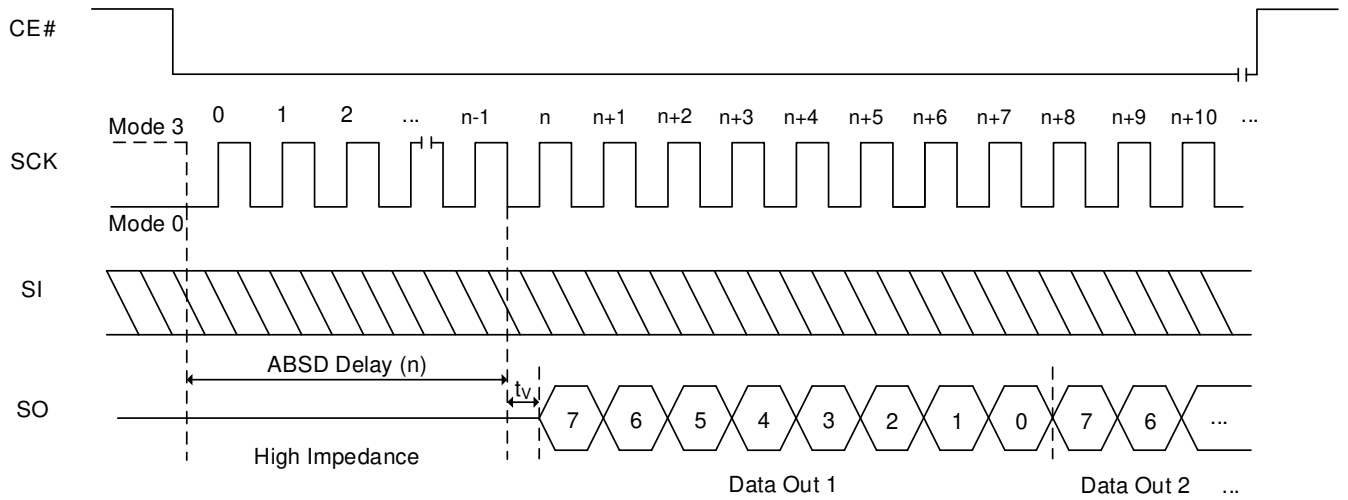 CE#
0 1 2 ... n-1 n n+1 n+2 n+3 n+4 n+5 n+6 n+7 n+8 n+9 n+10 ...
Mode 3
SCK
Mode 0
SI
ABSD Delay (n)
tV
SO
7 6 5 4 3 2 1 0 7 6 ...
High Impedance
Data Out 1 Data Out 2 ...